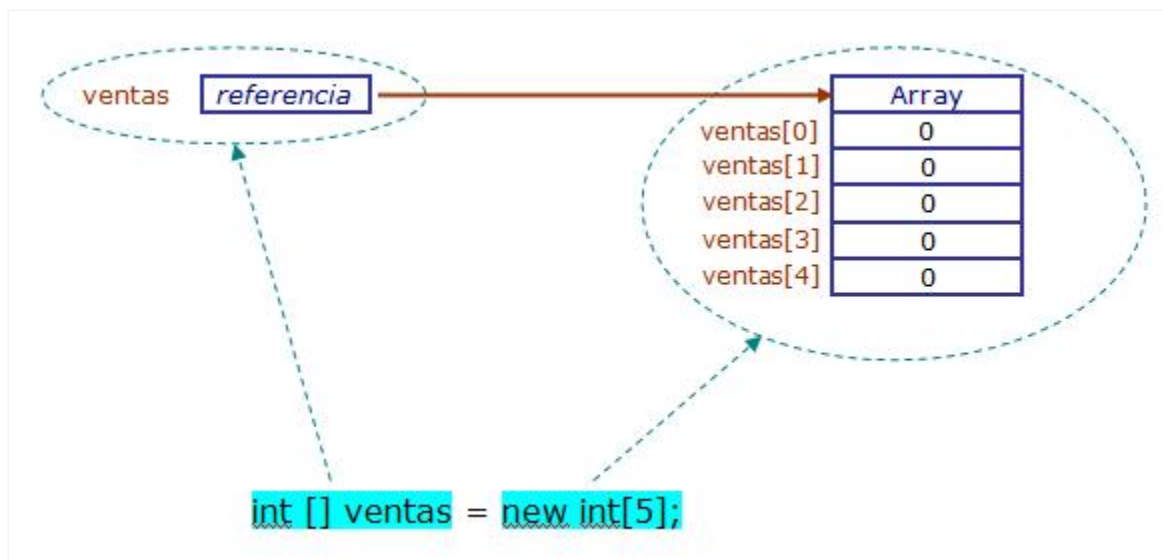 ventas referencia Array
ventas[0] 0
ventas[1] 0
ventas[2] 0
ventas[3] 0
ventas[4] 0
int [] ventas = new int[5];